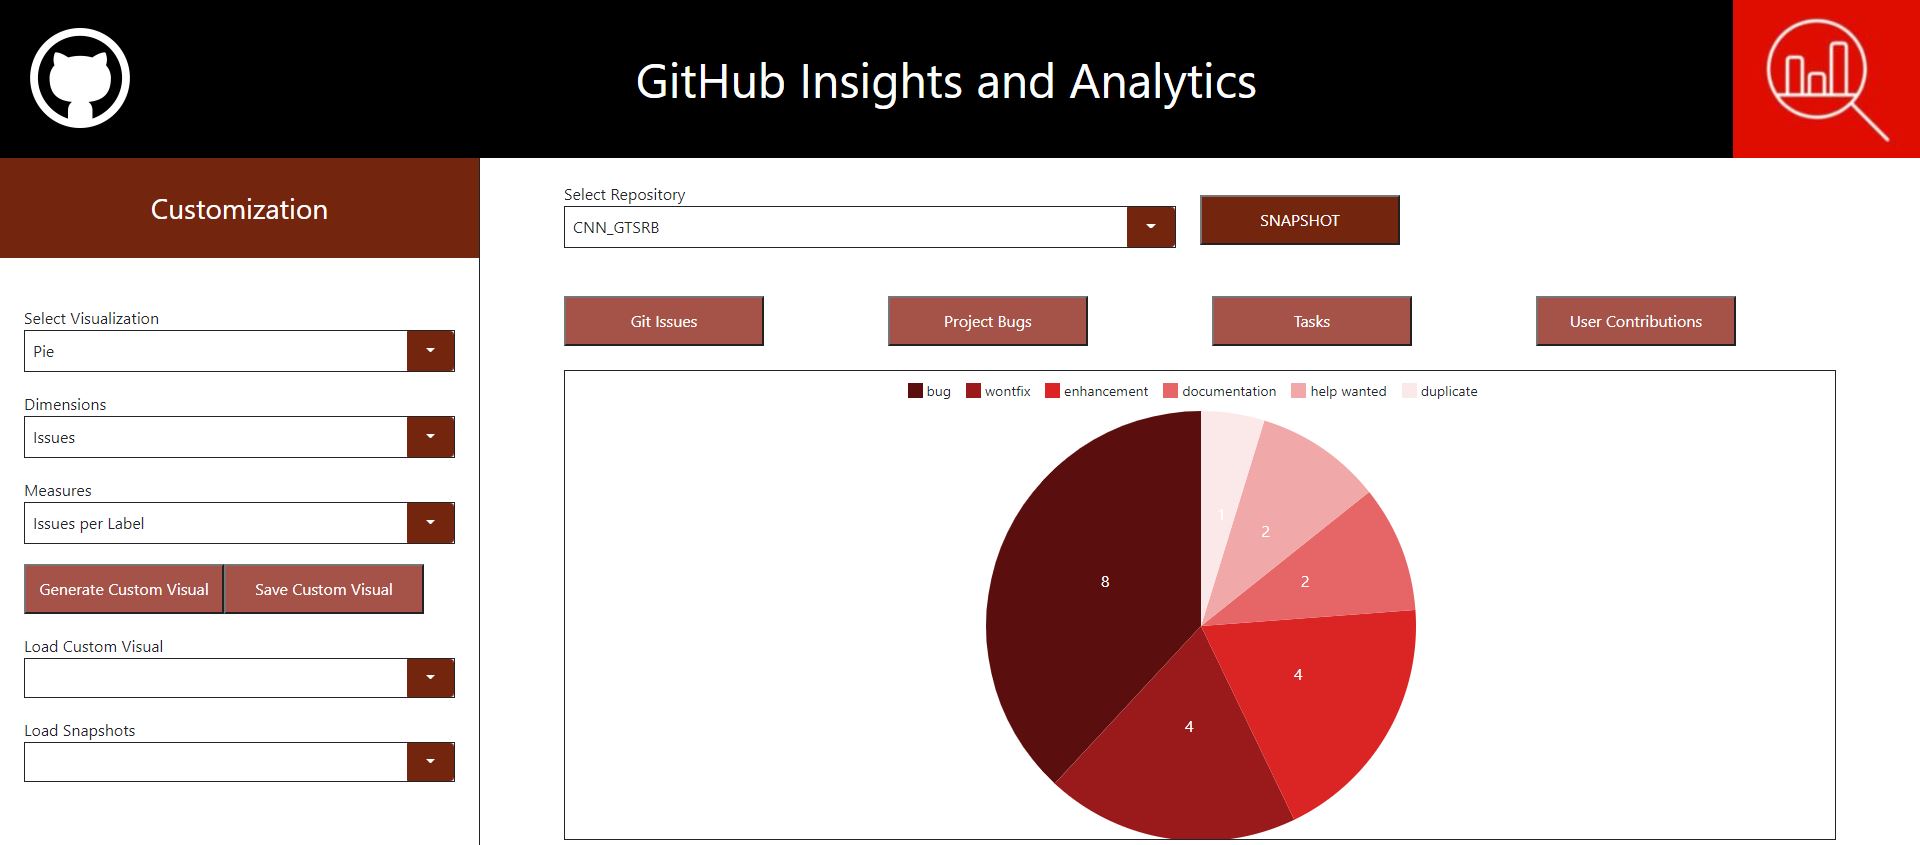 GitHub Insights and Analytics
Customization
Select Visualization
Pie
Dimensions
Issues
Measures
Issues per Label
Generate Custom Visual Save Custom Visual
Load Custom Visual
Load Snapshots
Select Repository
CNN_GTSRB
SNAPSHOT
Git Issues Project Bugs Tasks User Contributions
bug wontfix enhancement documentation help wanted duplicate
1
2
8
2
4
4